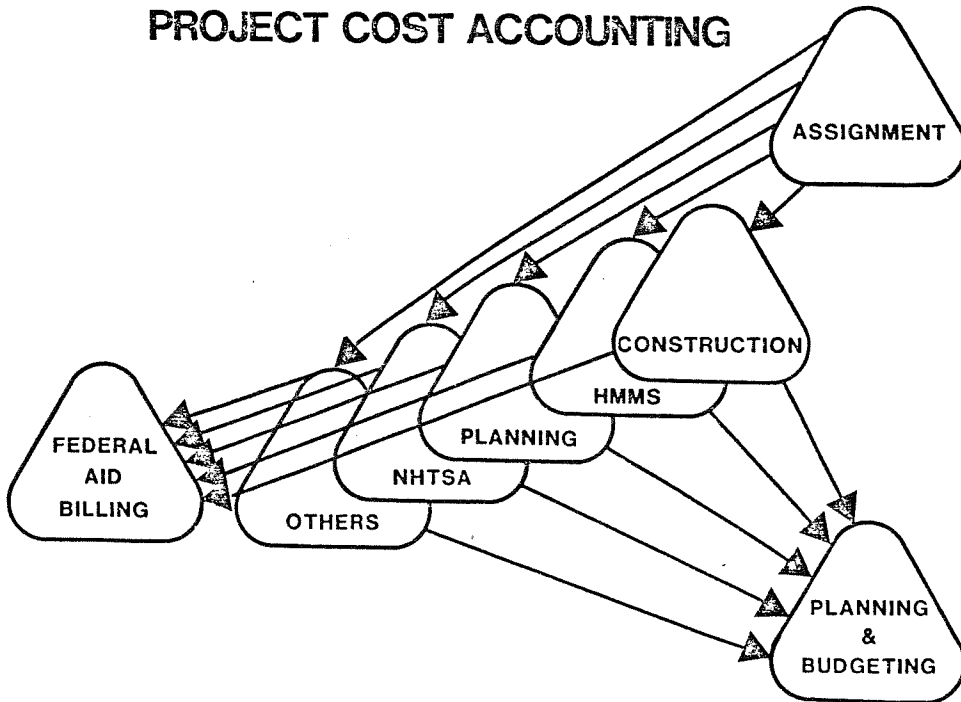 PROJECT COST ACCOUNTING
ASSIGNMENT
CONSTRUCTION
HMMS
PLANNING
NHTSA
OTHERS
FEDERAL
AID
BILLING
PLANNING
&
BUDGETING